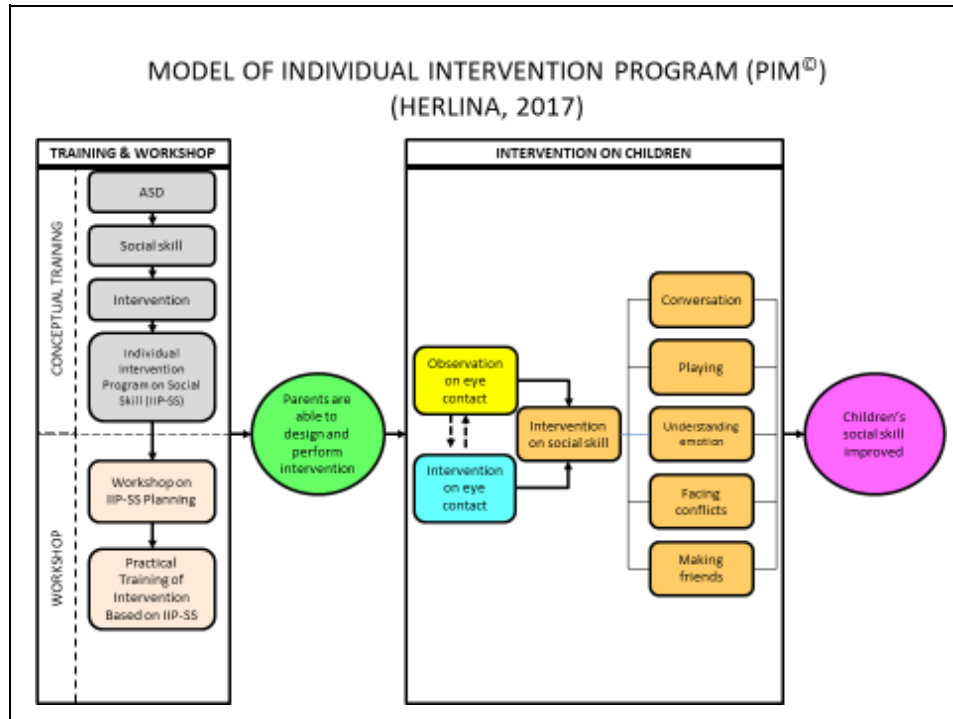 MODEL OF INDIVIDUAL INTERVENTION PROGRAM (PIM©)
(HERLINA, 2017)
TRAINING & WORKSHOP
CONCEPTUAL TRAINING
ASD
Social skill
Intervention
Individual
Intervention
Program on Social
Skill (IIP-SS)
WORKSHOP
Workshop on
IIP-SS Planning
Practical
Training of
Intervention
Based on IIP-SS
Parents are
able to
design and
perform
intervention
INTERVENTION ON CHILDREN
Observation
on eye
contact
Intervention
on eye
contact
Intervention
on social skill
Conversation
Playing
Understanding
emotion
Facing
conflicts
Making
friends
Children's
social skill
improved